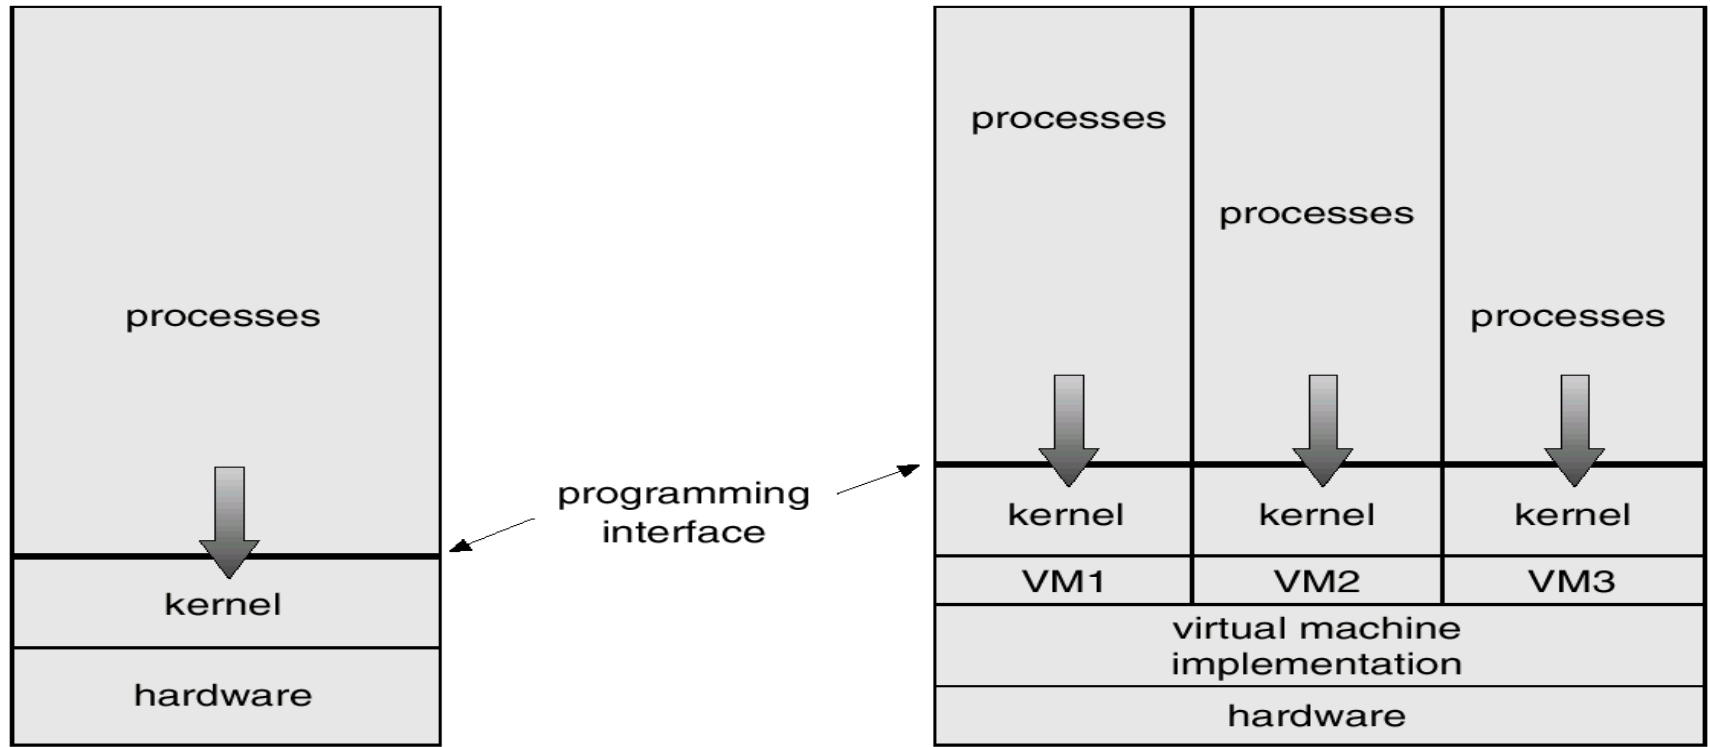 processes
kernel
hardware
programming
interface
processes
processes
processes
kernel
kernel
kernel
VM1
VM2
VM3
virtual machine
implementation
hardware